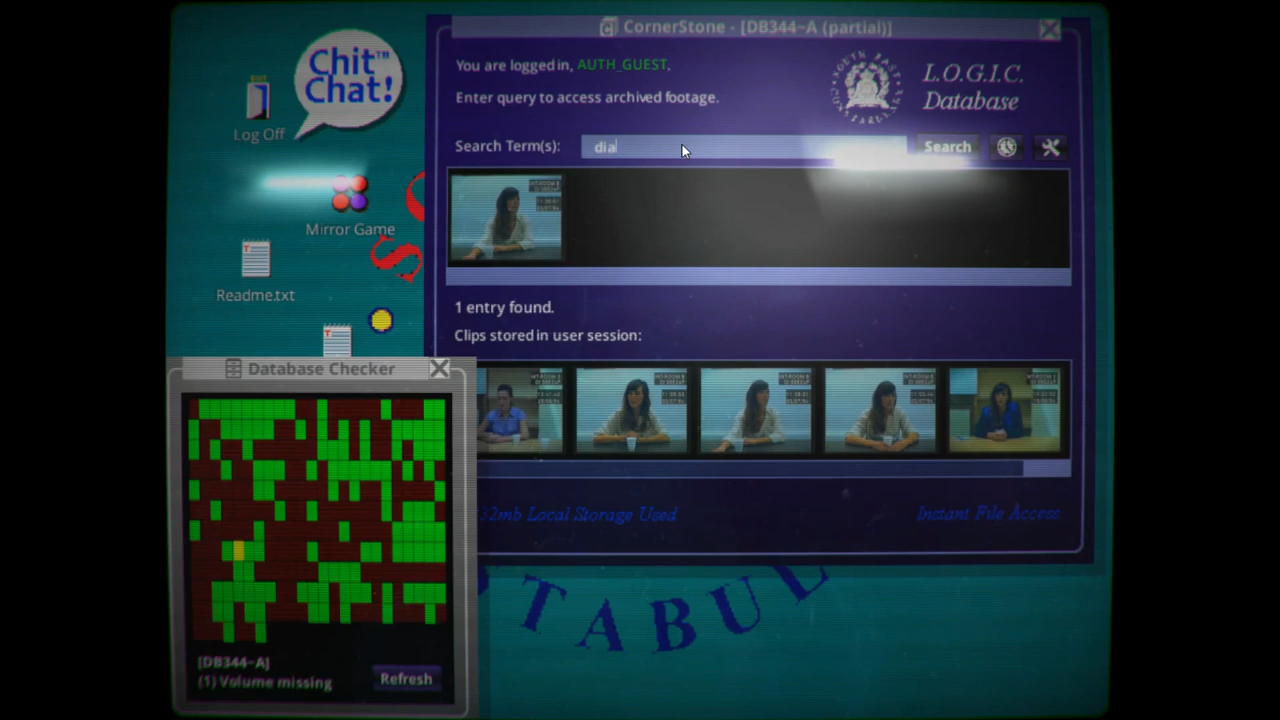 CornerStone - [DB344-A (partial)]
Chit™
Chat!
Log Off
You are logged in, AUTH_GUEST.
Enter query to access archived footage.
L.O.G.I.C.
Database
Search Term(s):
dia
Search
Mirror Game
Readme.txt
1 entry found.
Clips stored in user session:
Database Checker
32mb Local Storage Used
Instant File Access
TABUL
[DB344-A]
(1) Volume missing
Refresh